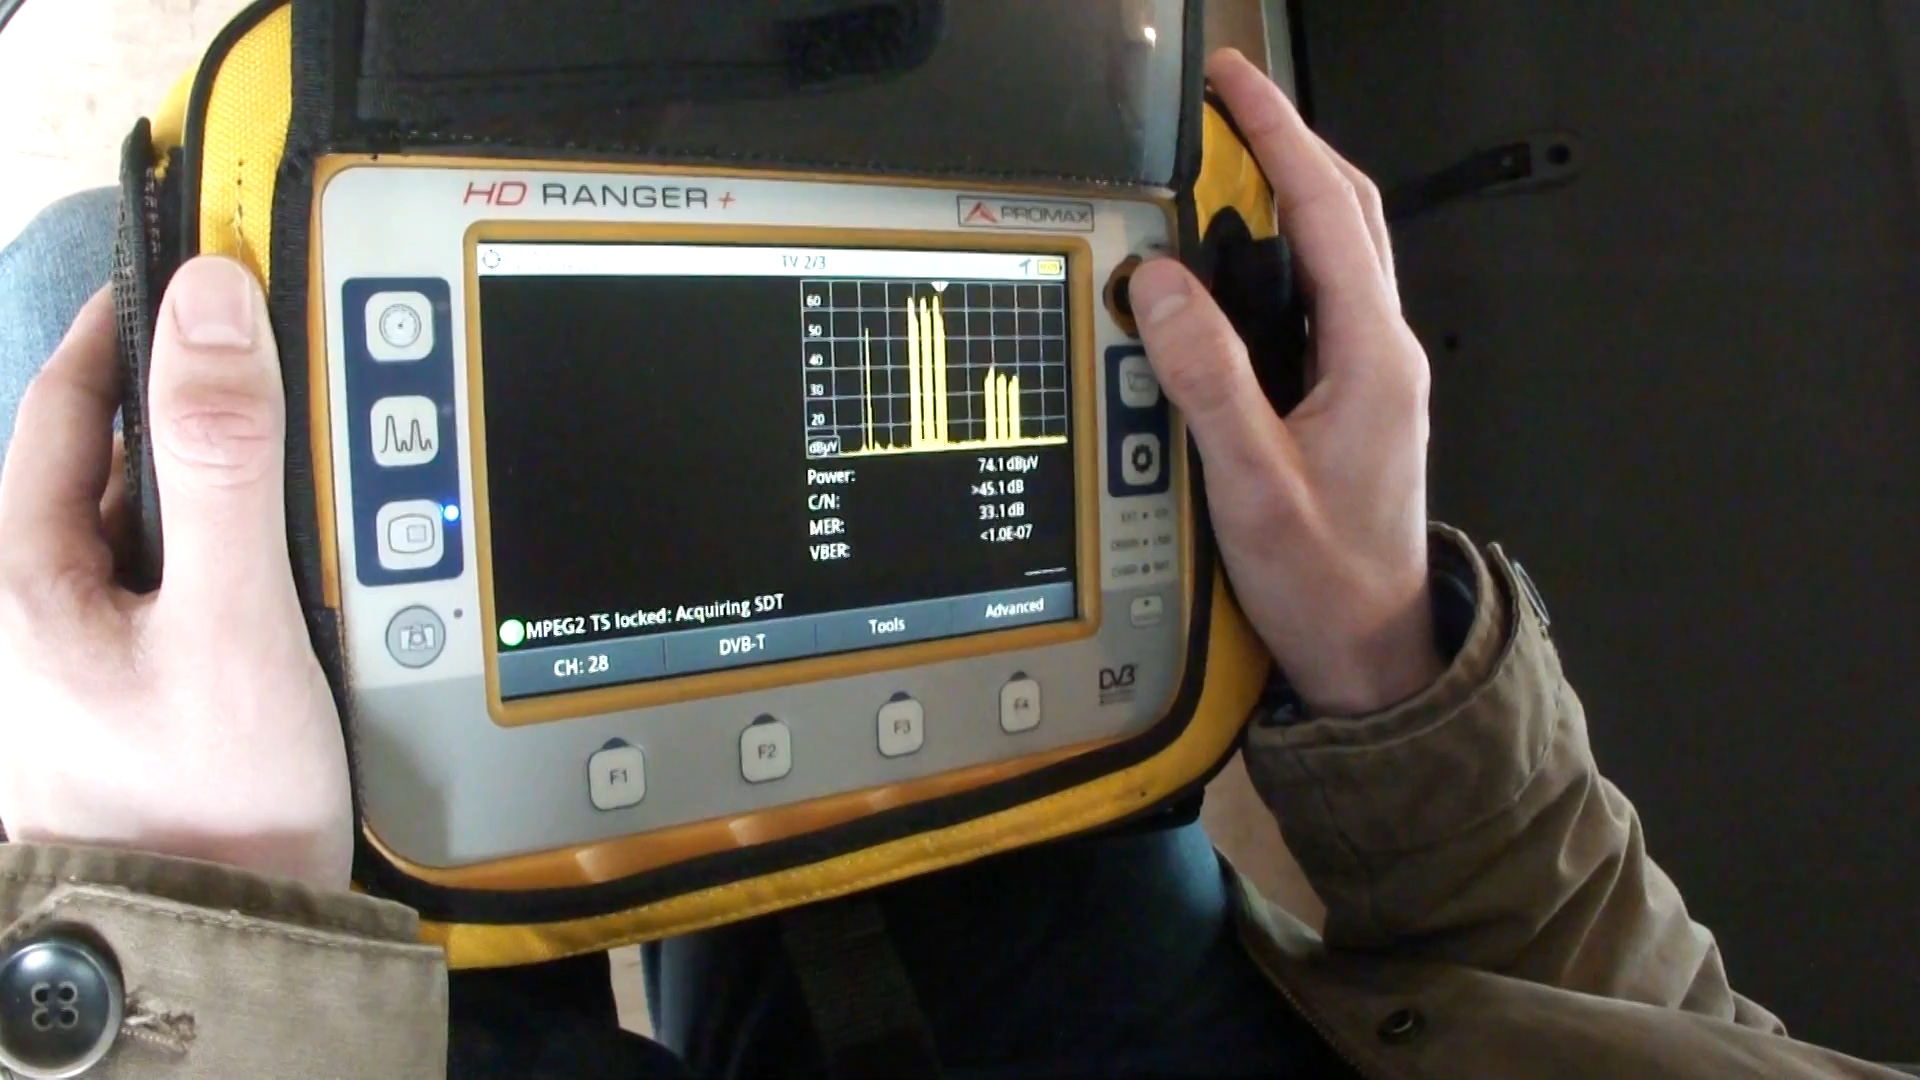 HD RANGER +
PROMAX
TV 2/3
60
50
40
30
20
dBµV
Power: 74.1 dBµV
C/N: >45.1 dB
MER: 33.1 dB
VBER: <1.0E-07
MPEG2 TS locked: Acquiring SDT
CH: 28 DVB-T Tools Advanced
DVB
F1 F2 F3 F4